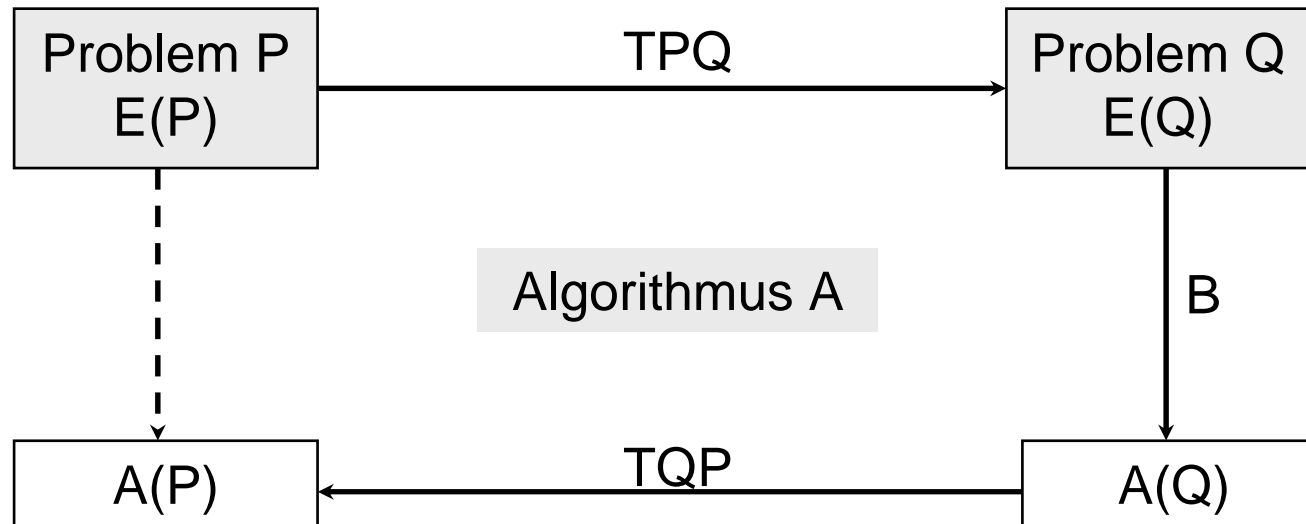 Problem P
E(P)
TPQ
Problem Q
E(Q)
Algorithmus A
B
A(P)
TQP
A(Q)